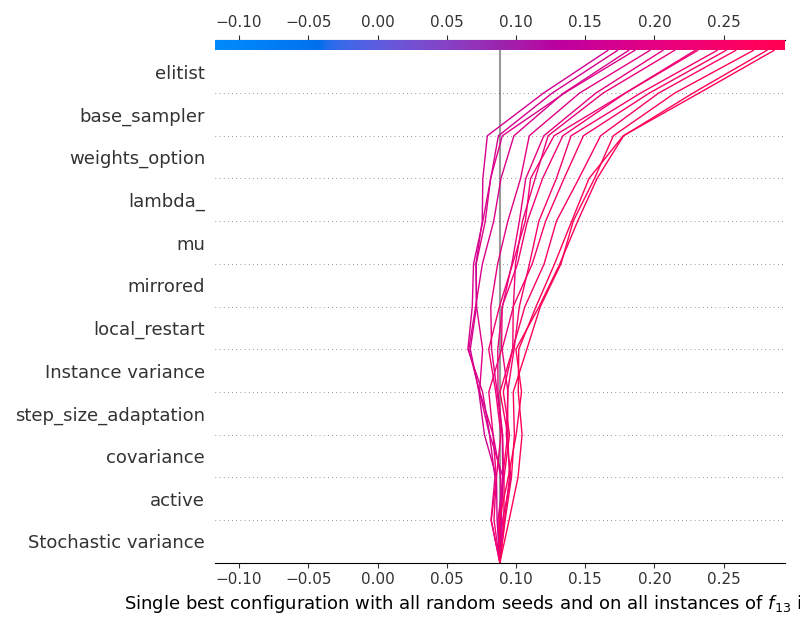 −0.10 −0.05 0.00 0.05 0.10 0.15 0.20 0.25
elitist
base_sampler
weights_option
lambda_
mu
mirrored
local_restart
Instance variance
step_size_adaptation
covariance
active
Stochastic variance
−0.10 −0.05 0.00 0.05 0.10 0.15 0.20 0.25
Single best configuration with all random seeds and on all instances of f₁₃ i